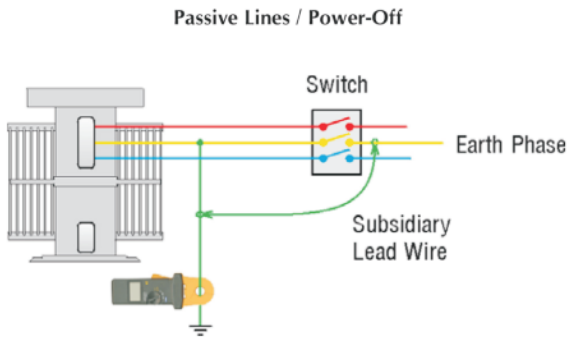 Passive Lines / Power-Off
Switch
Earth Phase
Subsidiary
Lead Wire